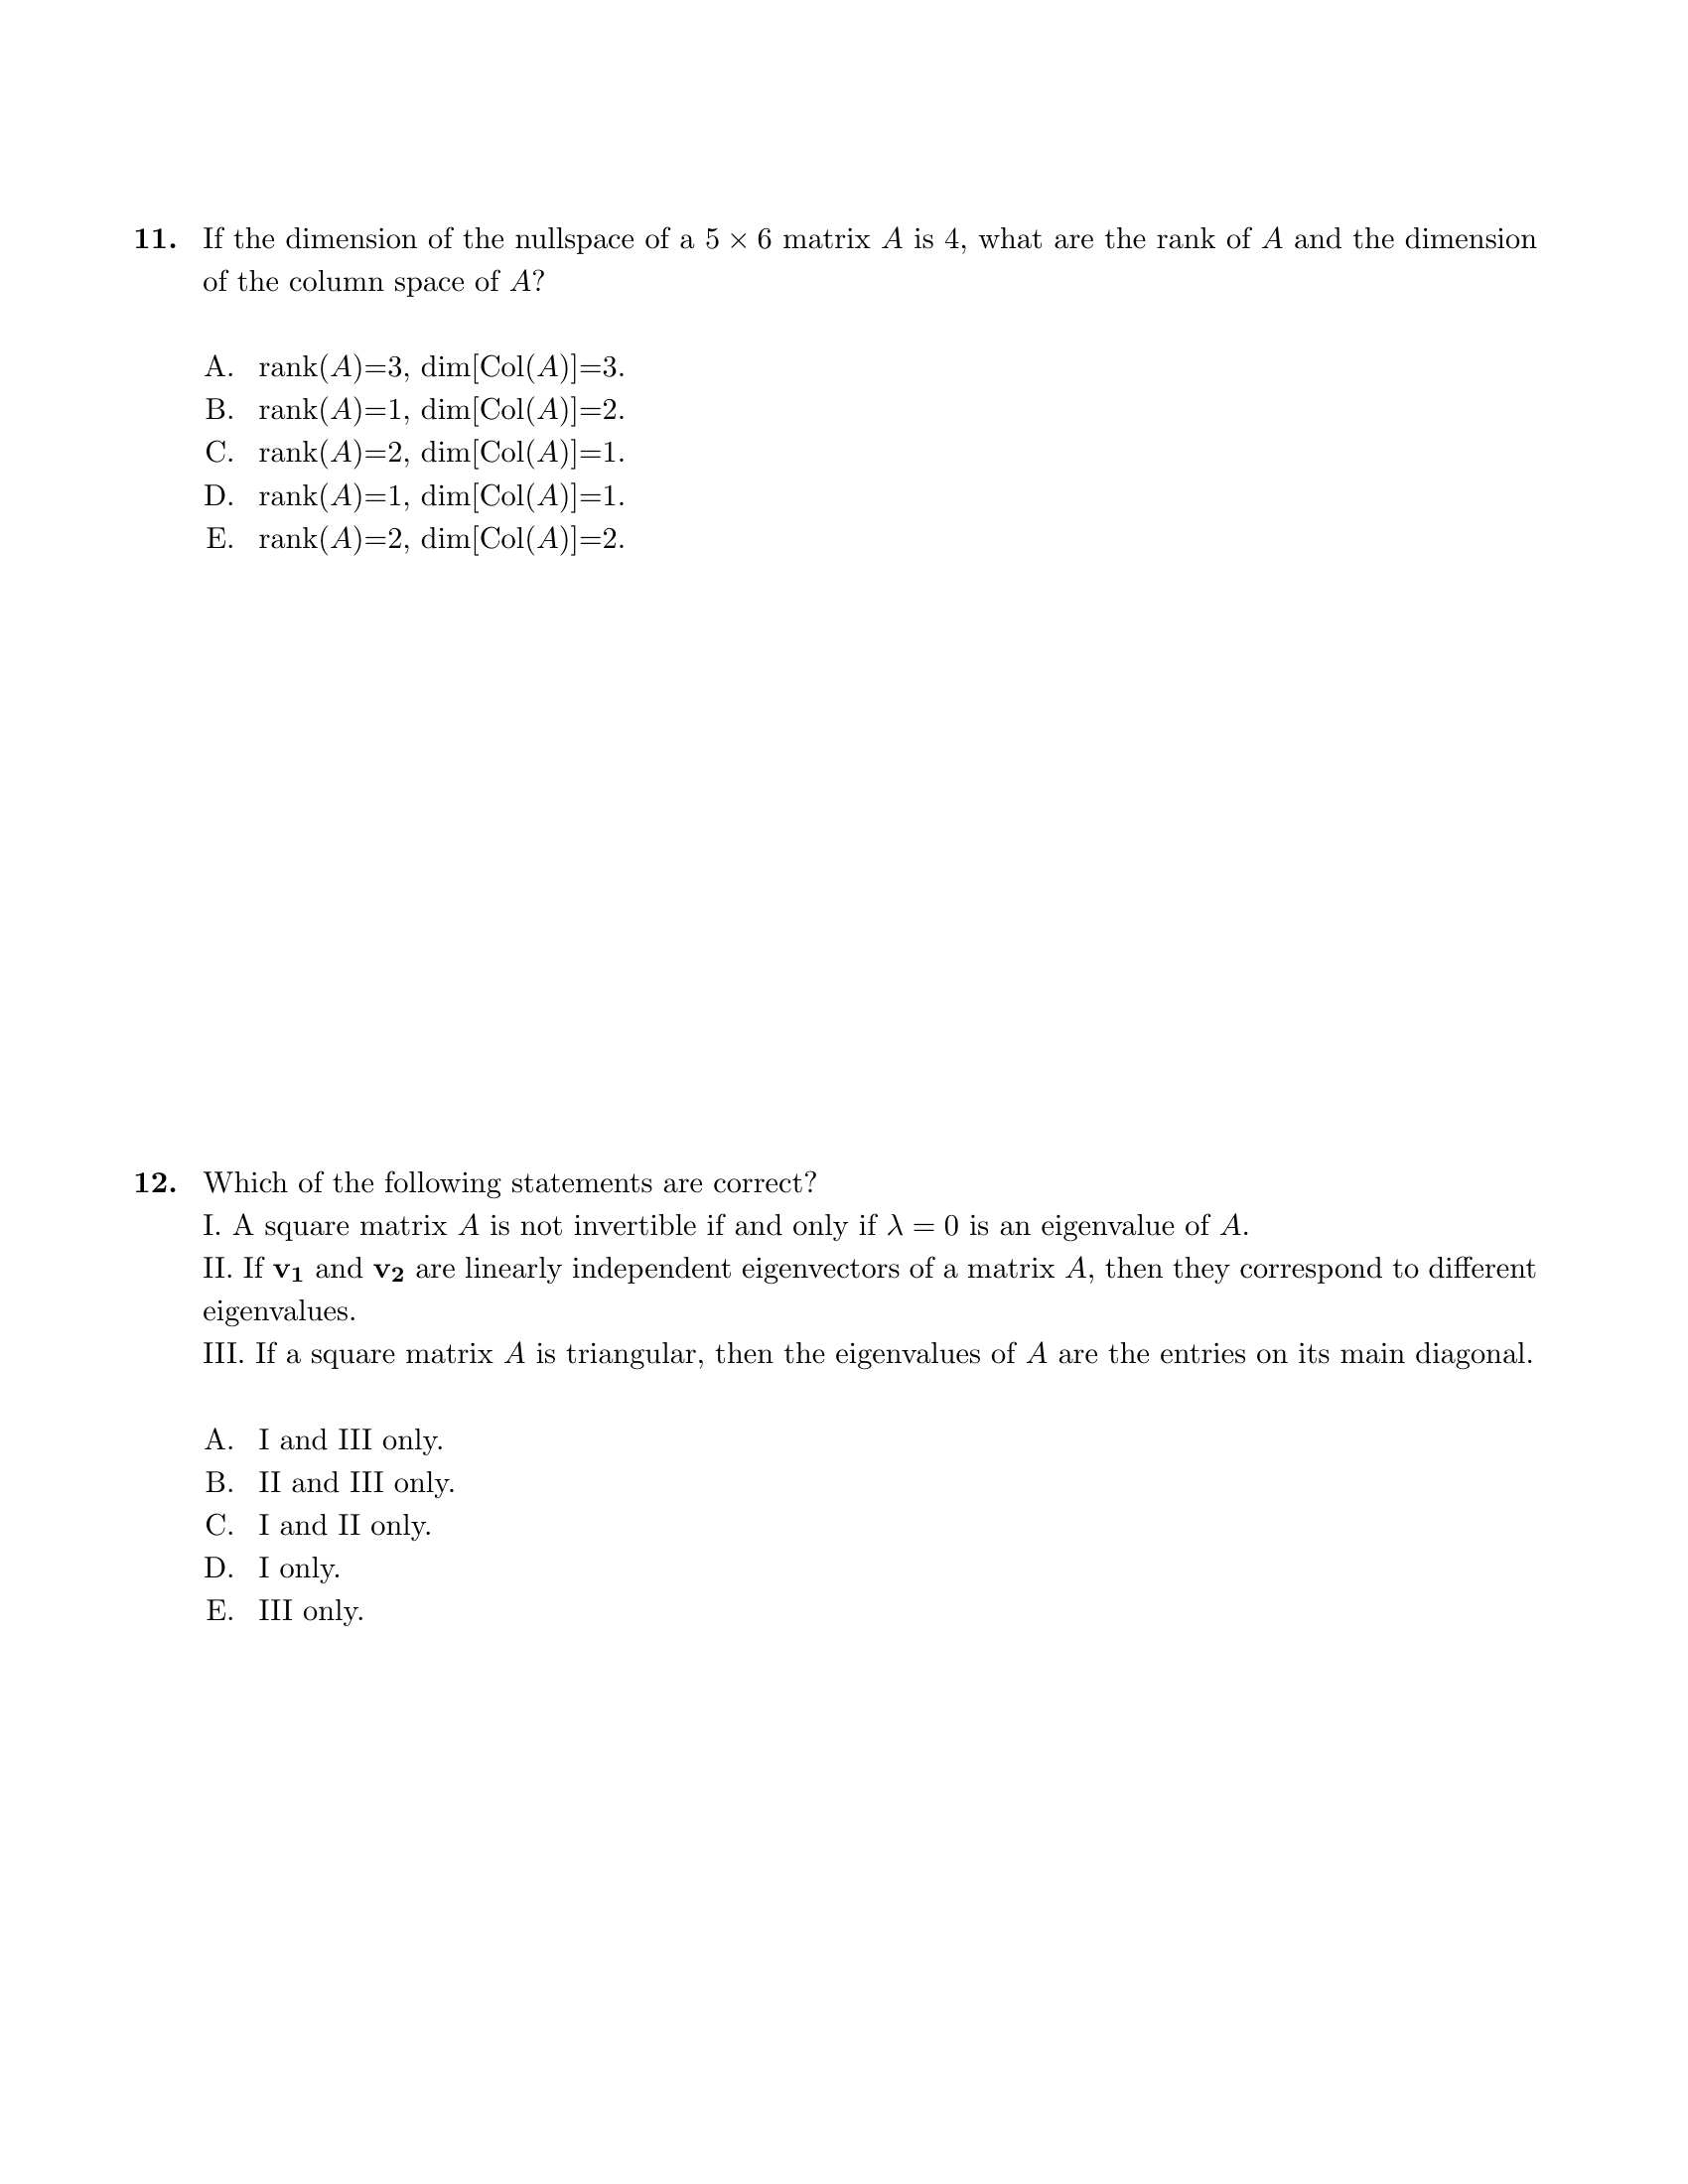 11. If the dimension of the nullspace of a 5 × 6 matrix A is 4, what are the rank of A and the dimension
of the column space of A?
A. rank(A)=3, dim[Col(A)]=3.
B. rank(A)=1, dim[Col(A)]=2.
C. rank(A)=2, dim[Col(A)]=1.
D. rank(A)=1, dim[Col(A)]=1.
E. rank(A)=2, dim[Col(A)]=2.
12. Which of the following statements are correct?
I. A square matrix A is not invertible if and only if λ = 0 is an eigenvalue of A.
II. If v₁ and v₂ are linearly independent eigenvectors of a matrix A, then they correspond to different
eigenvalues.
III. If a square matrix A is triangular, then the eigenvalues of A are the entries on its main diagonal.
A. I and III only.
B. II and III only.
C. I and II only.
D. I only.
E. III only.